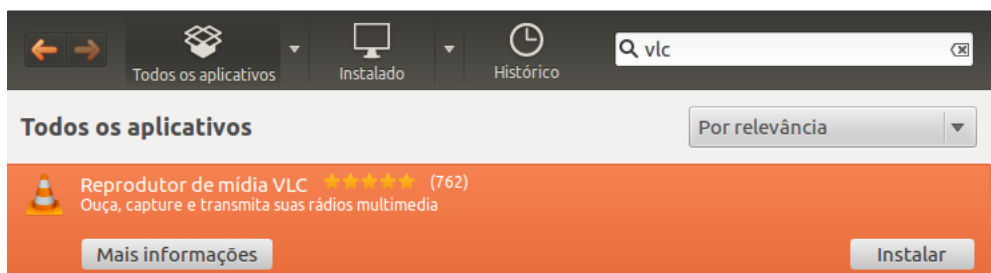 vlc
Todos os aplicativos
Instalado
Histórico
Todos os aplicativos
Por relevância
Reprodutor de mídia VLC (762)
Ouça, capture e transmita suas rádios multimedia
Mais informações
Instalar